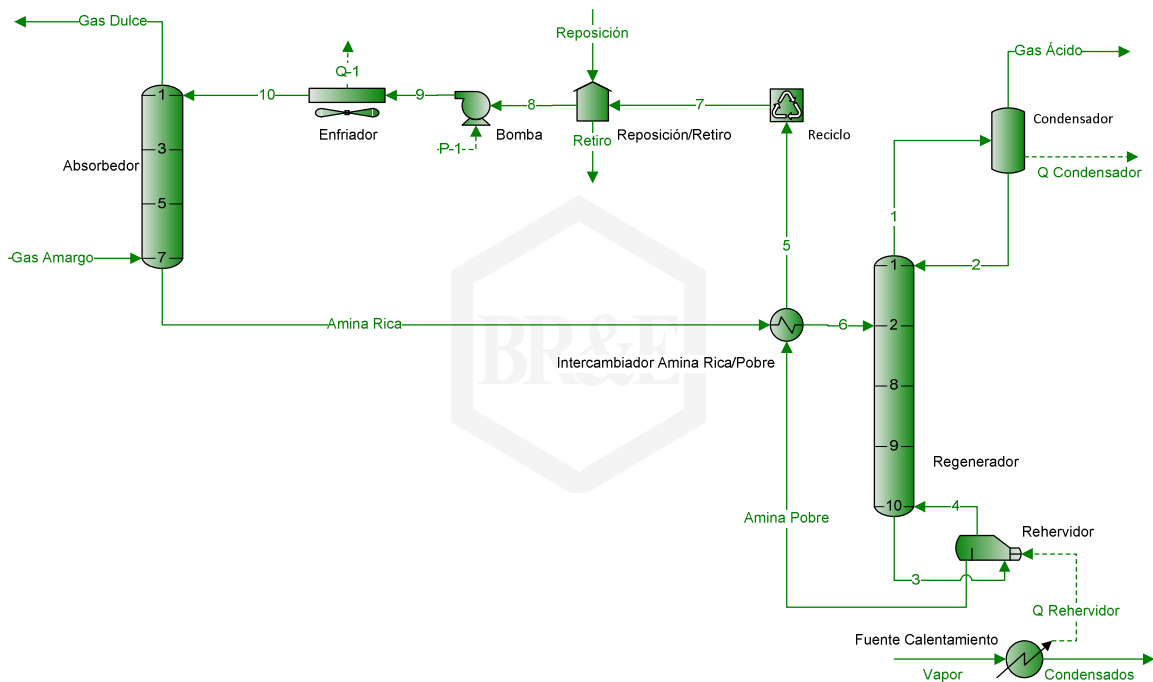 Gas Dulce
Reposición
Gas Ácido
Q-1
1
10
9
8
7
Enfriador
Bomba
Reposición/Retiro
Reciclo
Condensador
P-1
Retiro
Q Condensador
3
Absorbedor
5
Gas Amargo
7
1
5
1
2
Amina Rica
6
2
Intercambiador Amina Rica/Pobre
BR&E
8
9
Regenerador
10
4
Amina Pobre
Rehervidor
3
Q Rehervidor
Fuente Calentamiento
Vapor
Condensados